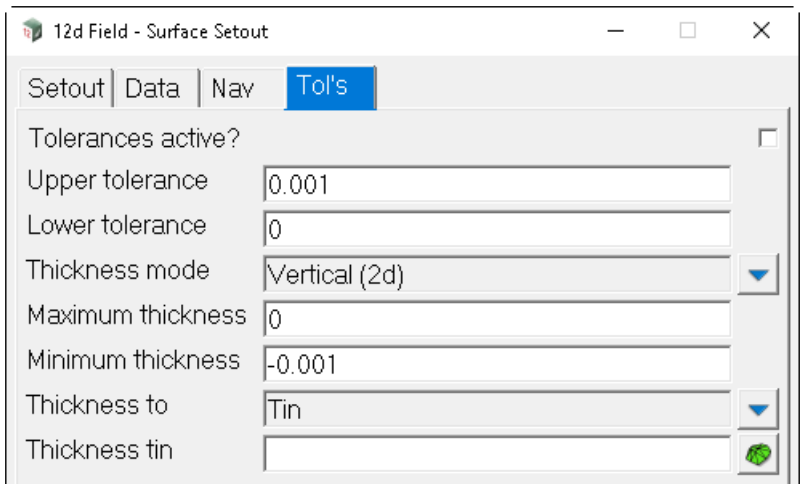 12d Field - Surface Setout
Setout Data Nav Tol's
Tolerances active?
Upper tolerance 0.001
Lower tolerance 0
Thickness mode Vertical (2d)
Maximum thickness 0
Minimum thickness -0.001
Thickness to Tin
Thickness tin